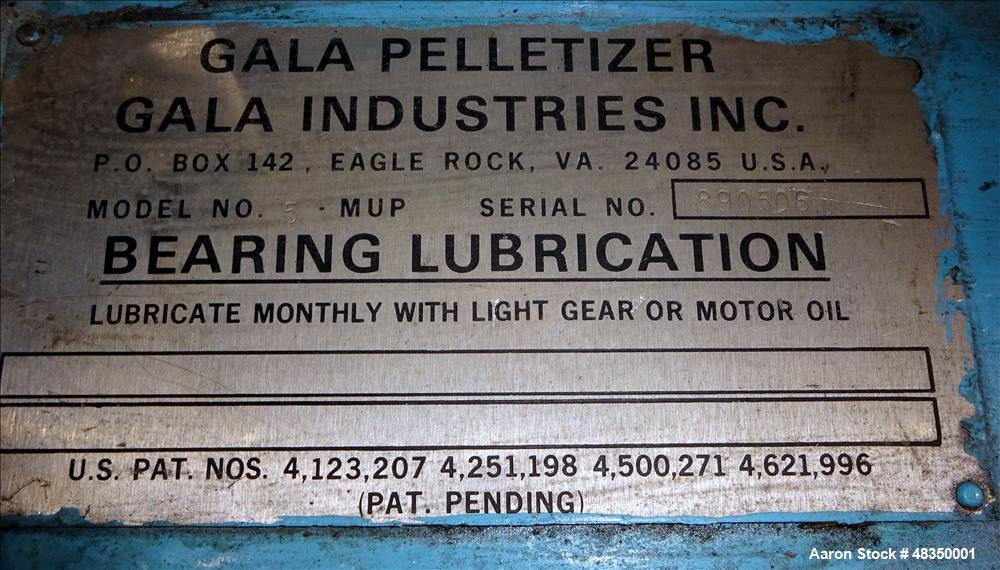 GALA PELLETIZER
GALA INDUSTRIES INC.
P.O. BOX 142, EAGLE ROCK, VA. 24085 U.S.A.
MODEL NO. 5 - MUP SERIAL NO. 890505
BEARING LUBRICATION
LUBRICATE MONTHLY WITH LIGHT GEAR OR MOTOR OIL
U.S. PAT. NOS. 4,123,207 4,251,198 4,500,271 4,621,996
(PAT. PENDING)
Aaron Stock # 48350001